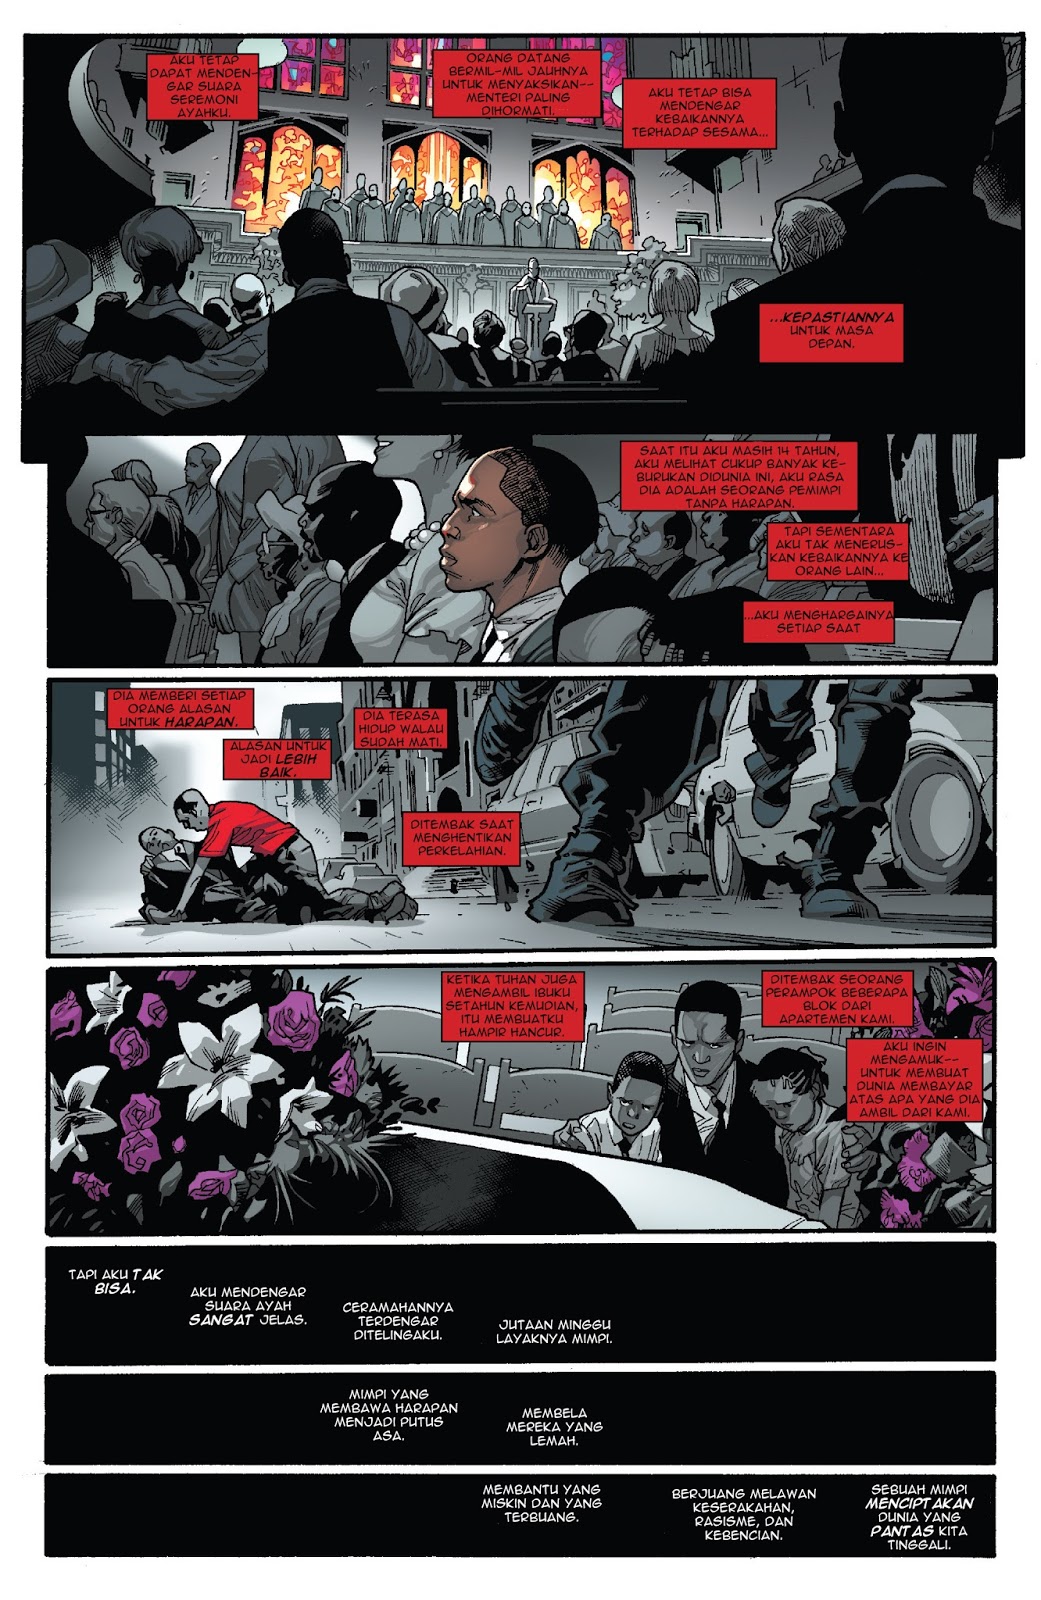 AKU TETAP
DAPAT MENDEN-
GAR SUARA
SEREMONI
AYAHKU.
ORANG DATANG
BERMIL-MIL JAUHNYA
UNTUK MENYAKSIKAN--
MENTERI PALING
DIHORMATI.
AKU TETAP BISA
MENDENGAR
KEBAIKANNYA
TERHADAP SESAMA...
...KEPASTIANNYA
UNTUK MASA
DEPAN.
SAAT ITU AKU MASIH 14 TAHUN,
AKU MELIHAT CUKUP BANYAK KE-
BURUKAN DIDUNIA INI, AKU RASA
DIA ADALAH SEORANG PEMIMPI
TANPA HARAPAN.
TAPI SEMENTARA
AKU TAK MENERUS-
KAN KEBAIKANNYA KE
ORANG LAIN...
...AKU MENGHARGAINYA
SETIAP SAAT
DIA MEMBERI SETIAP
ORANG ALASAN
UNTUK HARAPAN.
ALASAN UNTUK
JADI LEBIH
BAIK.
DIA TERASA
HIDUP WALAU
SUDAH MATI.
DITEMBAK SAAT
MENGHENTIKAN
PERKELAHIAN.
KETIKA TUHAN JUGA
MENGAMBIL IBUKU
SETAHUN KEMUDIAN,
ITU MEMBUATKU
HAMPIR HANCUR.
DITEMBAK SEORANG
PERAMPOK BEBERAPA
BLOK DARI
APARTEMEN KAMI.
AKU INGIN
MENGAMUK--
UNTUK MEMBUAT
DUNIA MEMBAYAR
ATAS APA YANG DIA
AMBIL DARI KAMI.
TAPI AKU TAK
BISA.
AKU MENDENGAR
SUARA AYAH
SANGAT JELAS.
CERAMAHANNYA
TERDENGAR
DITELINGAKU.
JUTAAN MINGGU
LAYAKNYA MIMPI.
MIMPI YANG
MEMBAWA HARAPAN
MENJADI PUTUS
ASA.
MEMBELA
MEREKA YANG
LEMAH.
MEMBANTU YANG
MISKIN DAN YANG
TERBUANG.
BERJUANG MELAWAN
KESERAKAHAN,
RASISME, DAN
KEBENCIAN.
SEBUAH MIMPI
MENCIPTAKAN
DUNIA YANG
PANTAS KITA
TINGGALI.